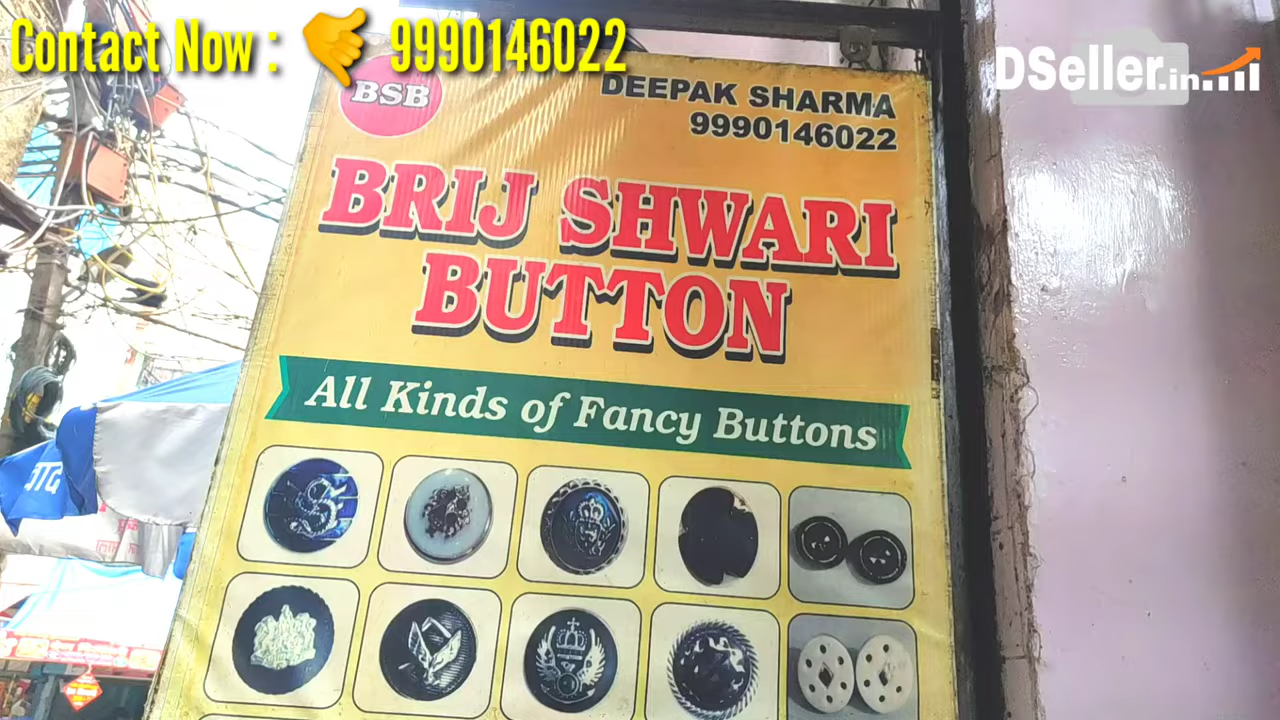 Contact Now : 9990146022
DSeller.in
BSB
DEEPAK SHARMA
9990146022
BRIJ SHWARI
BUTTON
All Kinds of Fancy Buttons